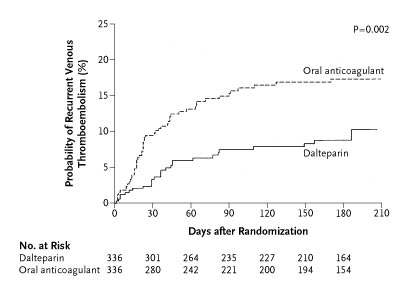 25
P=0.002
20
Oral anticoagulant
15
10
Dalteparin
5
0
0 30 60 90 120 150 180 210
Probability of Recurrent Venous
Thromboembolism (%)
Days after Randomization
No. at Risk
Dalteparin 336 301 264 235 227 210 164
Oral anticoagulant 336 280 242 221 200 194 154